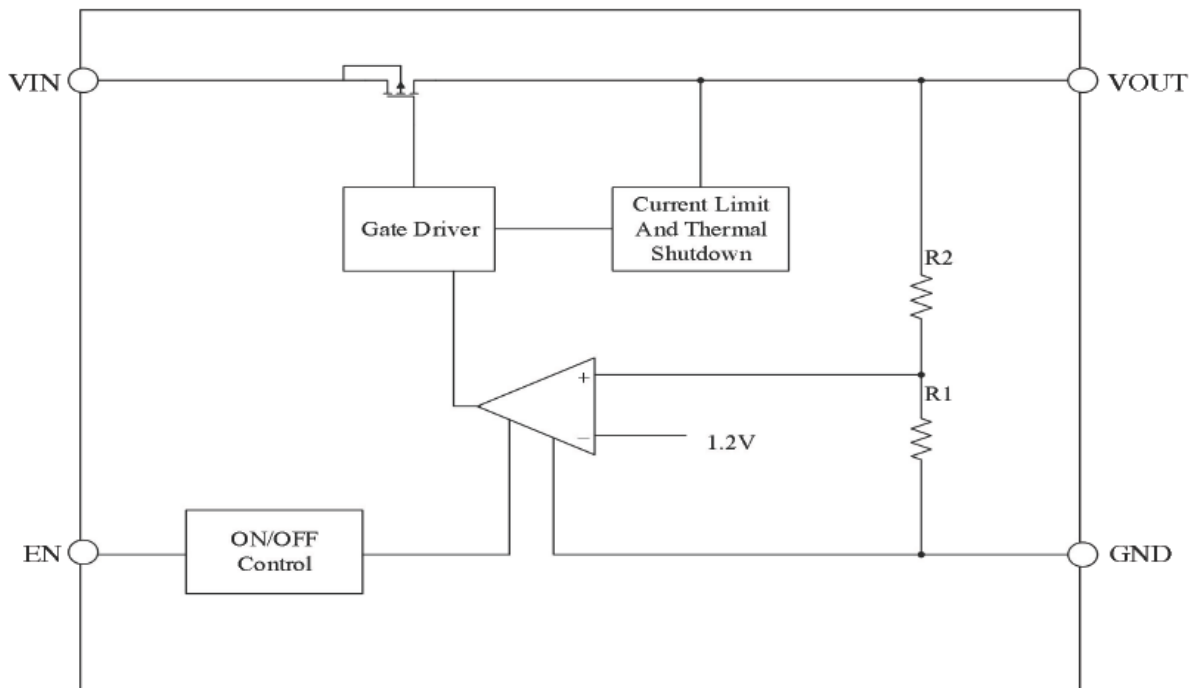 VIN
VOUT
Gate Driver
Current Limit
And Thermal
Shutdown
R2
+
R1
−
1.2V
EN
ON/OFF
Control
GND